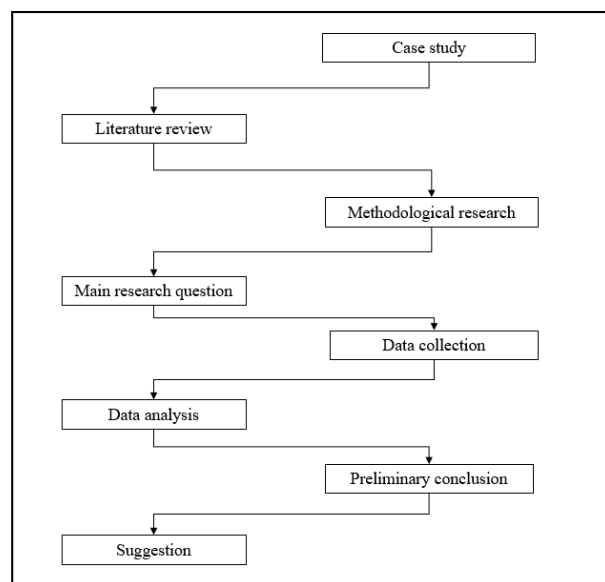 Case study
Literature review
Methodological research
Main research question
Data collection
Data analysis
Preliminary conclusion
Suggestion